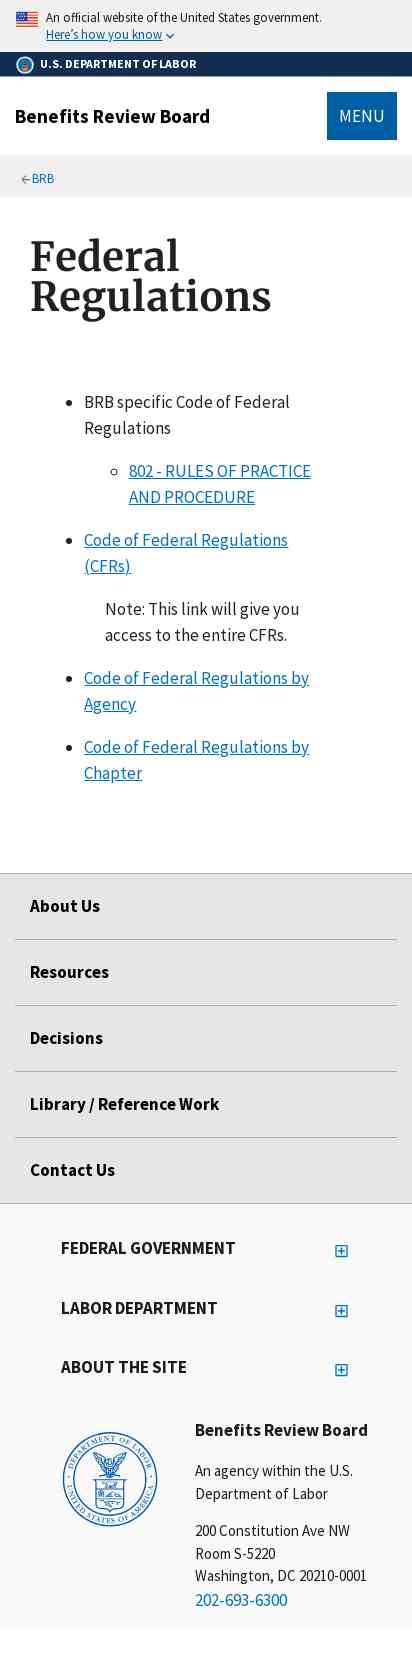 An official website of the United States government.
Here's how you know
U.S. DEPARTMENT OF LABOR
Benefits Review Board
MENU
BRB
Federal
Regulations
BRB specific Code of Federal
Regulations
802 - RULES OF PRACTICE
AND PROCEDURE
Code of Federal Regulations
(CFRs)
Note: This link will give you
access to the entire CFRs.
Code of Federal Regulations by
Agency
Code of Federal Regulations by
Chapter
About Us
Resources
Decisions
Library / Reference Work
Contact Us
FEDERAL GOVERNMENT
LABOR DEPARTMENT
ABOUT THE SITE
DEPARTMENT OF LABOR
UNITED STATES OF AMERICA
Benefits Review Board
An agency within the U.S.
Department of Labor
200 Constitution Ave NW
Room S-5220
Washington, DC 20210-0001
202-693-6300